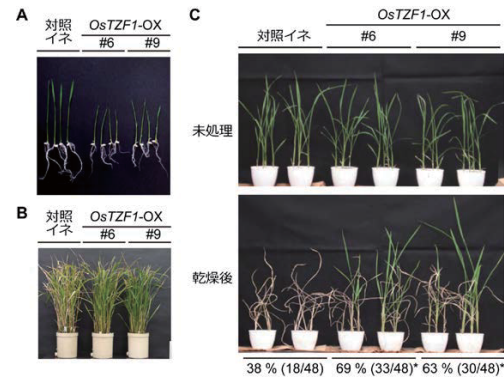 A
対照
イネ
OsTZF1-OX
#6
#9
B
対照
イネ
OsTZF1-OX
#6
#9
C
OsTZF1-OX
対照イネ
#6
#9
未処理
乾燥後
38 % (18/48)
69 % (33/48)*
63 % (30/48)*